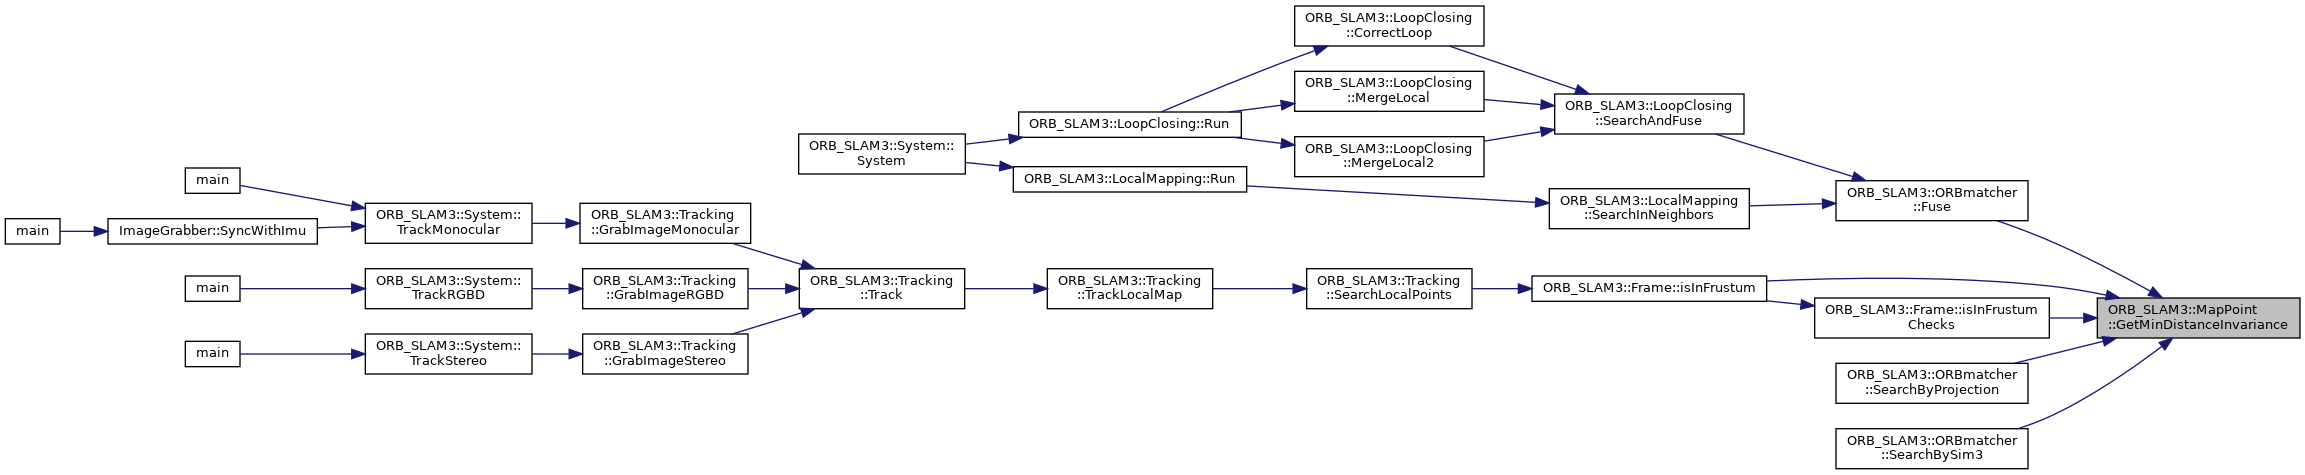 ORB_SLAM3::LoopClosing
::CorrectLoop
ORB_SLAM3::LoopClosing
::MergeLocal
ORB_SLAM3::LoopClosing
::SearchAndFuse
ORB_SLAM3::LoopClosing::Run
ORB_SLAM3::System::
System
ORB_SLAM3::LoopClosing
::MergeLocal2
ORB_SLAM3::LocalMapping::Run
main
ORB_SLAM3::ORBmatcher
::Fuse
ORB_SLAM3::LocalMapping
::SearchInNeighbors
ORB_SLAM3::System::
TrackMonocular
ORB_SLAM3::Tracking
::GrabImageMonocular
main
ImageGrabber::SyncWithImu
main
ORB_SLAM3::System::
TrackRGBD
ORB_SLAM3::Tracking
::GrabImageRGBD
ORB_SLAM3::Tracking
::Track
ORB_SLAM3::Tracking
::TrackLocalMap
ORB_SLAM3::Tracking
::SearchLocalPoints
ORB_SLAM3::Frame::isInFrustum
ORB_SLAM3::Frame::isInFrustum
Checks
ORB_SLAM3::MapPoint
::GetMinDistanceInvariance
main
ORB_SLAM3::System::
TrackStereo
ORB_SLAM3::Tracking
::GrabImageStereo
ORB_SLAM3::ORBmatcher
::SearchByProjection
ORB_SLAM3::ORBmatcher
::SearchBySim3